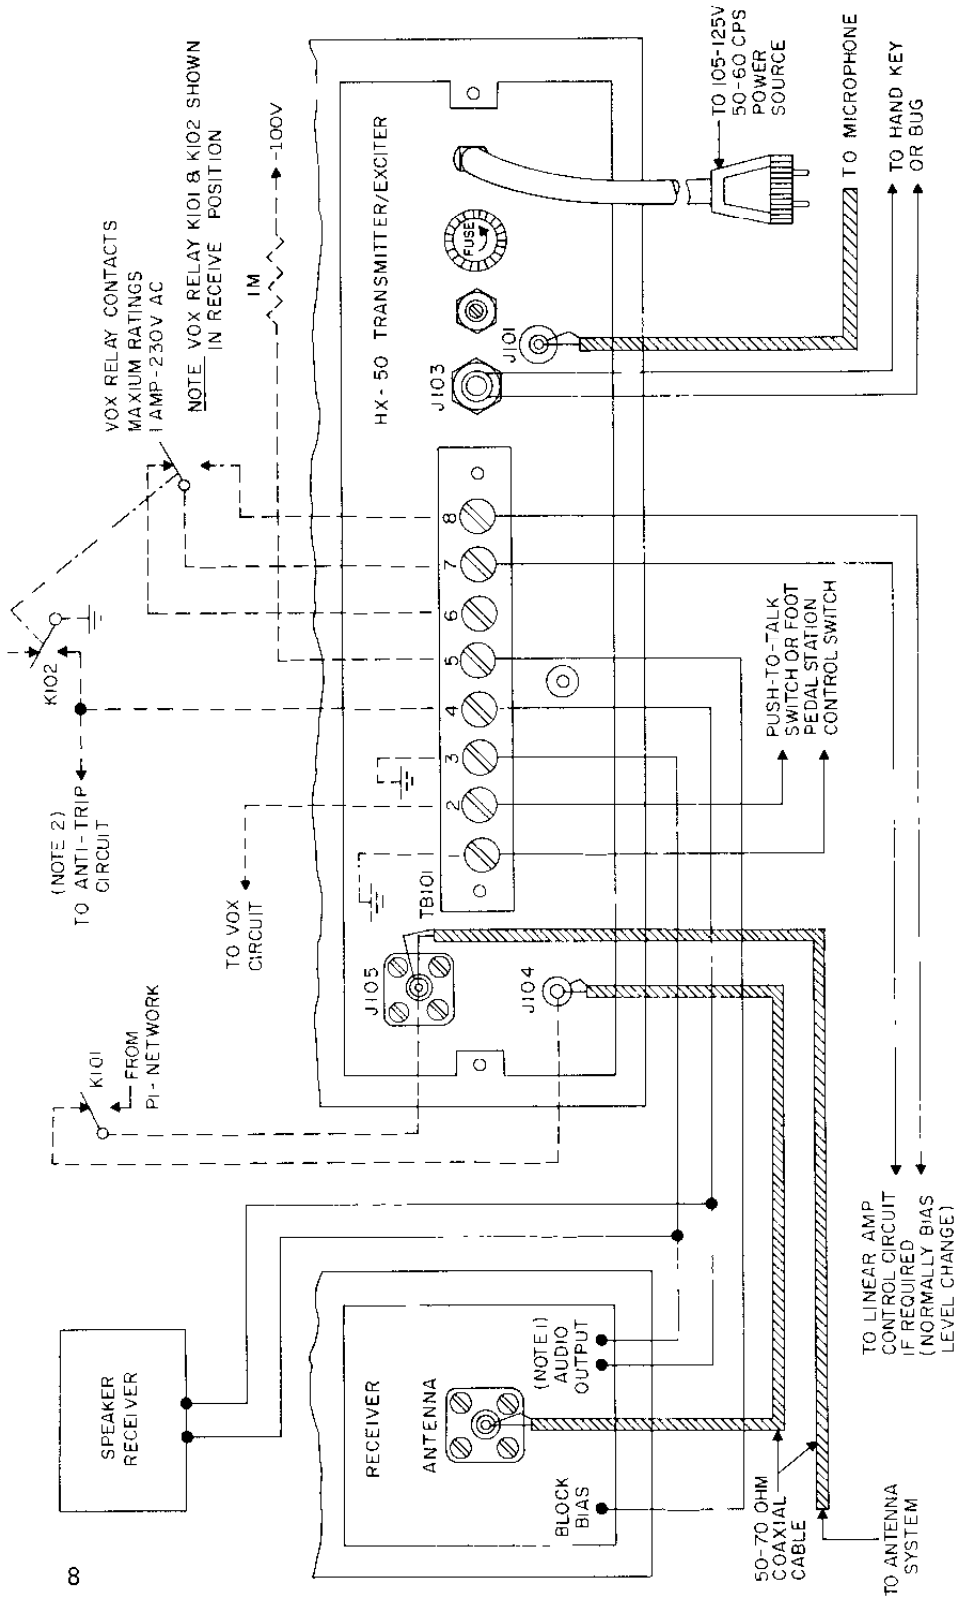 8
SPEAKER
RECEIVER
K101
FROM
PI-NETWORK
(NOTE 2)
TO ANTI-TRIP
CIRCUIT
K102
VOX RELAY CONTACTS
MAXIUM RATINGS
1 AMP-230V AC
NOTE VOX RELAY K101 & K102 SHOWN
IN RECEIVE POSITION
TO VOX
CIRCUIT
1M
-100V
RECEIVER
ANTENNA
(NOTE 1)
AUDIO
OUTPUT
BLOCK
BIAS
HX-50 TRANSMITTER/EXCITER
J105
J104
TB101
2
3
4
5
6
7
8
J103
J101
FUSE
TO 105-125V
50-60 CPS
POWER
SOURCE
TO MICROPHONE
TO HAND KEY
OR BUG
PUSH-TO-TALK
SWITCH OR FOOT
PEDAL STATION
CONTROL SWITCH
50-70 OHM
COAXIAL
CABLE
TO ANTENNA
SYSTEM
TO LINEAR AMP
CONTROL CIRCUIT
IF REQUIRED
(NORMALLY BIAS
LEVEL CHANGE)